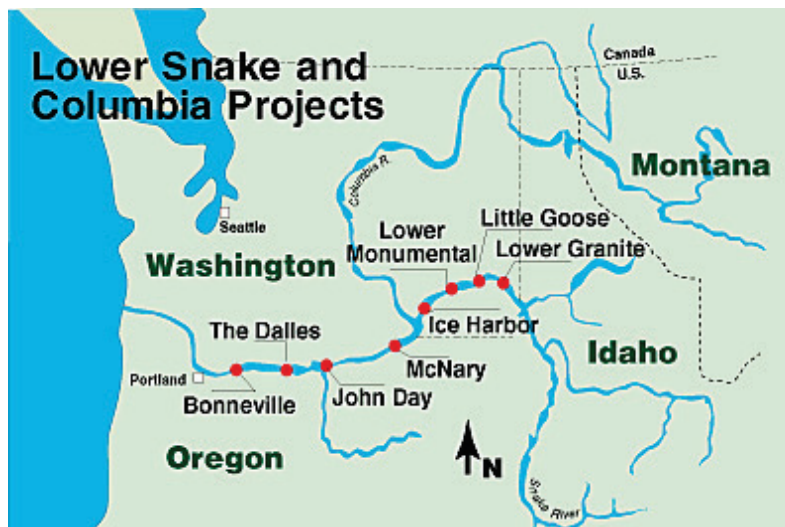 Lower Snake and
Columbia Projects
Canada
U.S.
Montana
Columbia R.
Seattle
Little Goose
Lower
Monumental
Lower Granite
Washington
Ice Harbor
The Dalles
Idaho
McNary
Portland
Bonneville
John Day
Oregon
N
Snake River